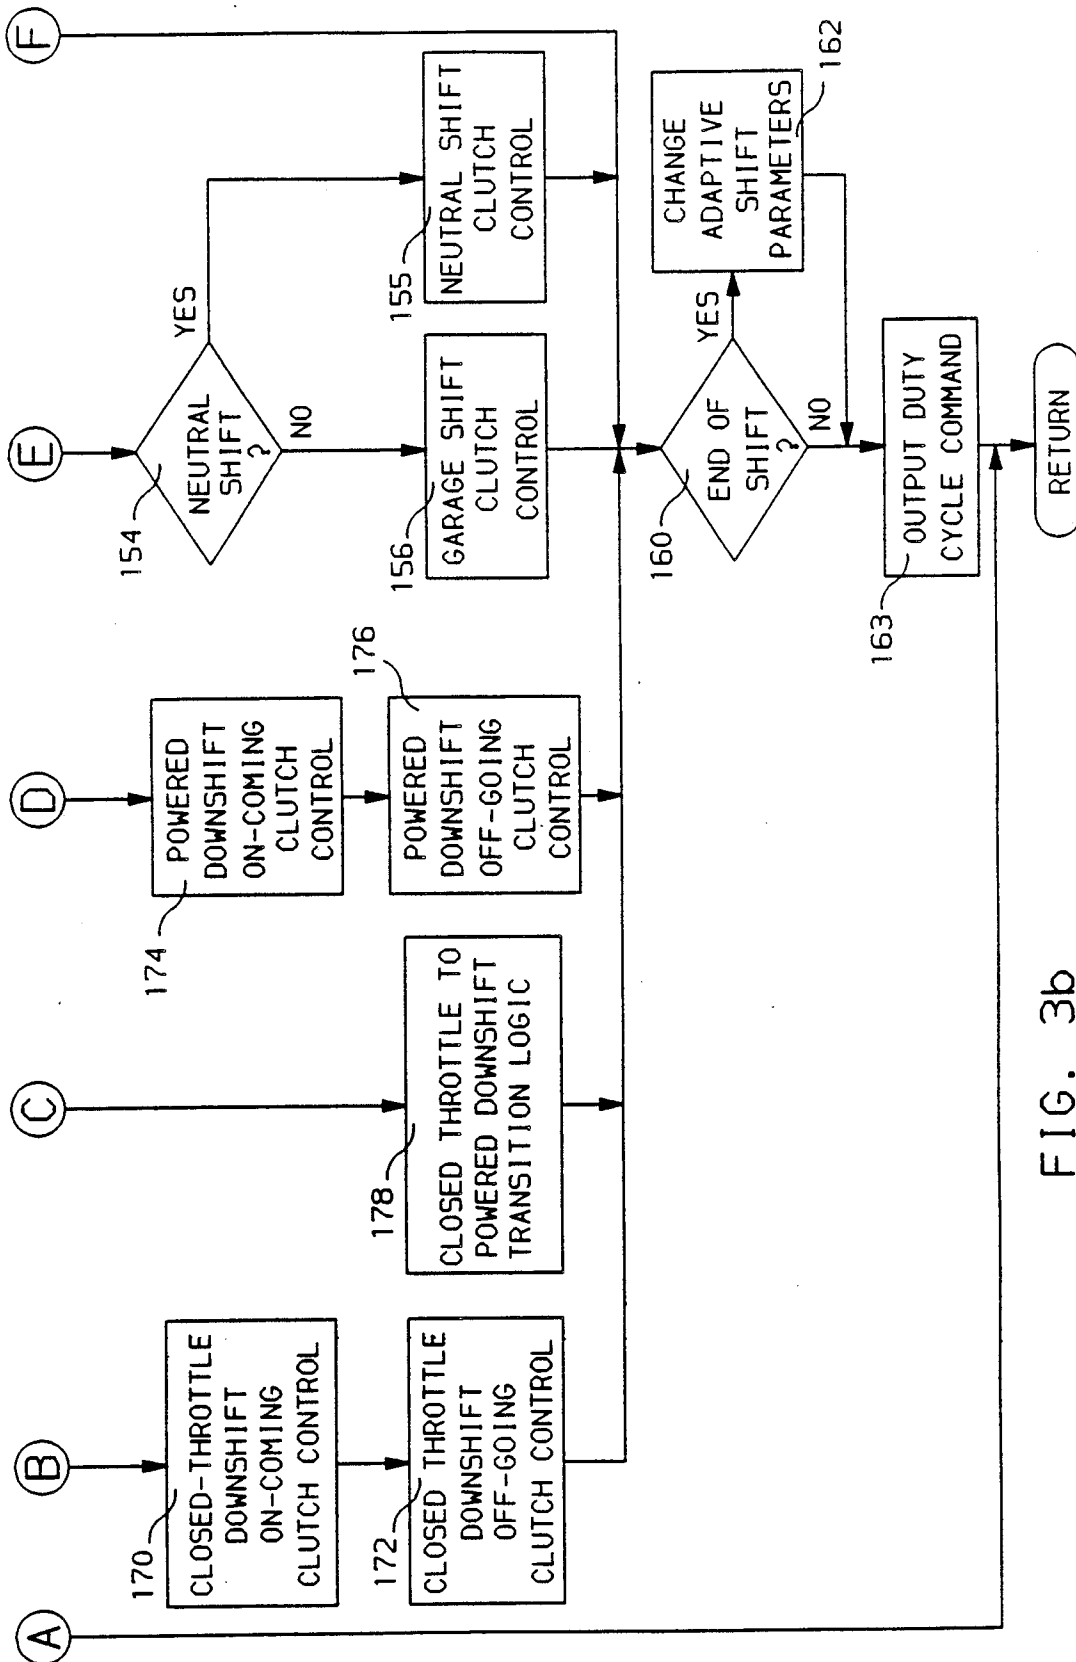 A
B
C
D
E
F
170
CLOSED-THROTTLE
DOWNSHIFT
ON-COMING
CLUTCH CONTROL
172
CLOSED THROTTLE
DOWNSHIFT
OFF-GOING
CLUTCH CONTROL
178
CLOSED THROTTLE TO
POWERED DOWNSHIFT
TRANSITION LOGIC
174
POWERED
DOWNSHIFT
ON-COMING
CLUTCH
CONTROL
176
POWERED
DOWNSHIFT
OFF-GOING
CLUTCH
CONTROL
154
NEUTRAL
SHIFT
?
YES
NO
156
GARAGE SHIFT
CLUTCH
CONTROL
155
NEUTRAL SHIFT
CLUTCH
CONTROL
160
END OF
SHIFT
?
YES
NO
CHANGE
ADAPTIVE
SHIFT
PARAMETERS
162
163
OUTPUT DUTY
CYCLE COMMAND
RETURN
FIG. 3b